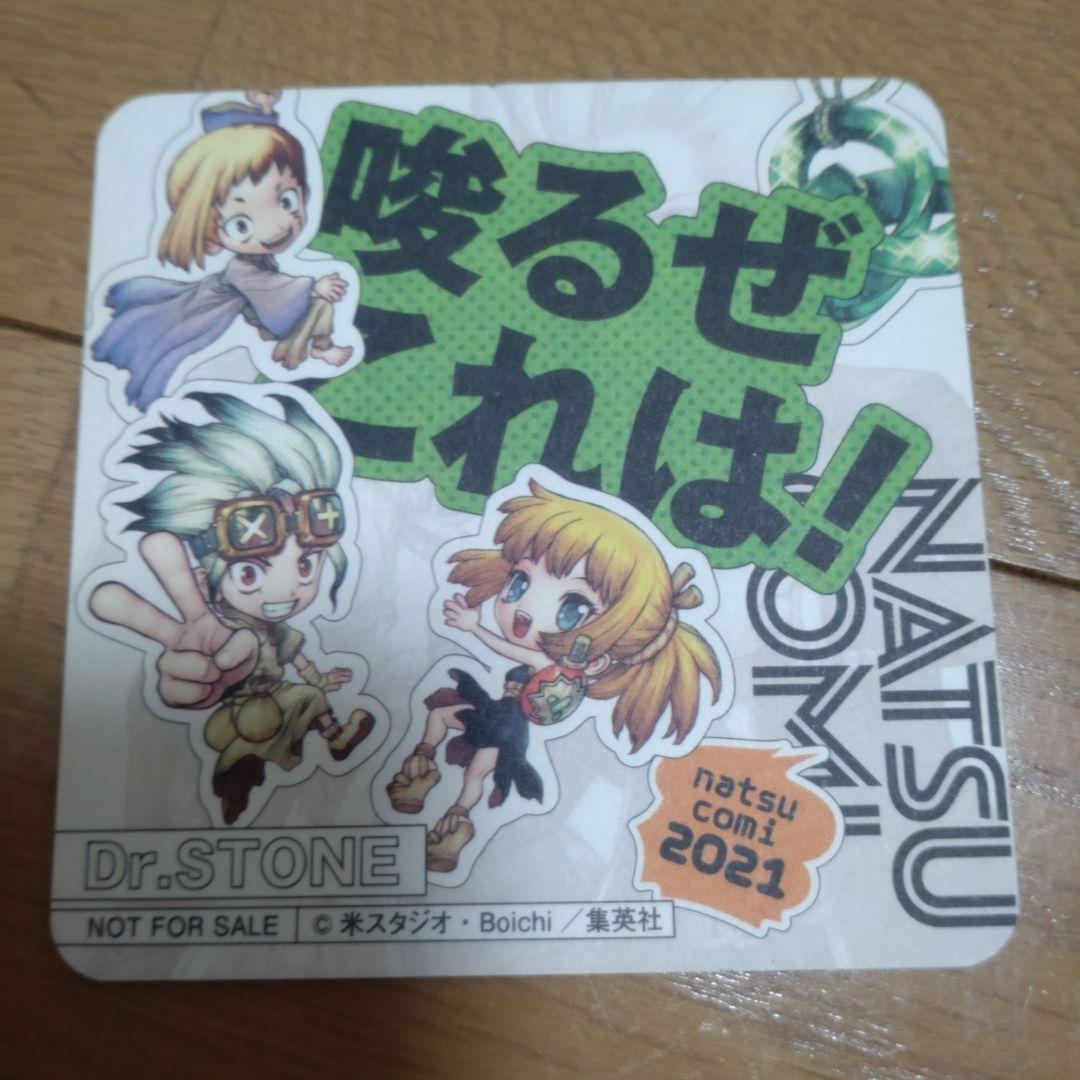 唆るぜ
これは!
NATSU
COMI
natsu
comi
2021
Dr.STONE
NOT FOR SALE
© 米スタジオ・Boichi／集英社